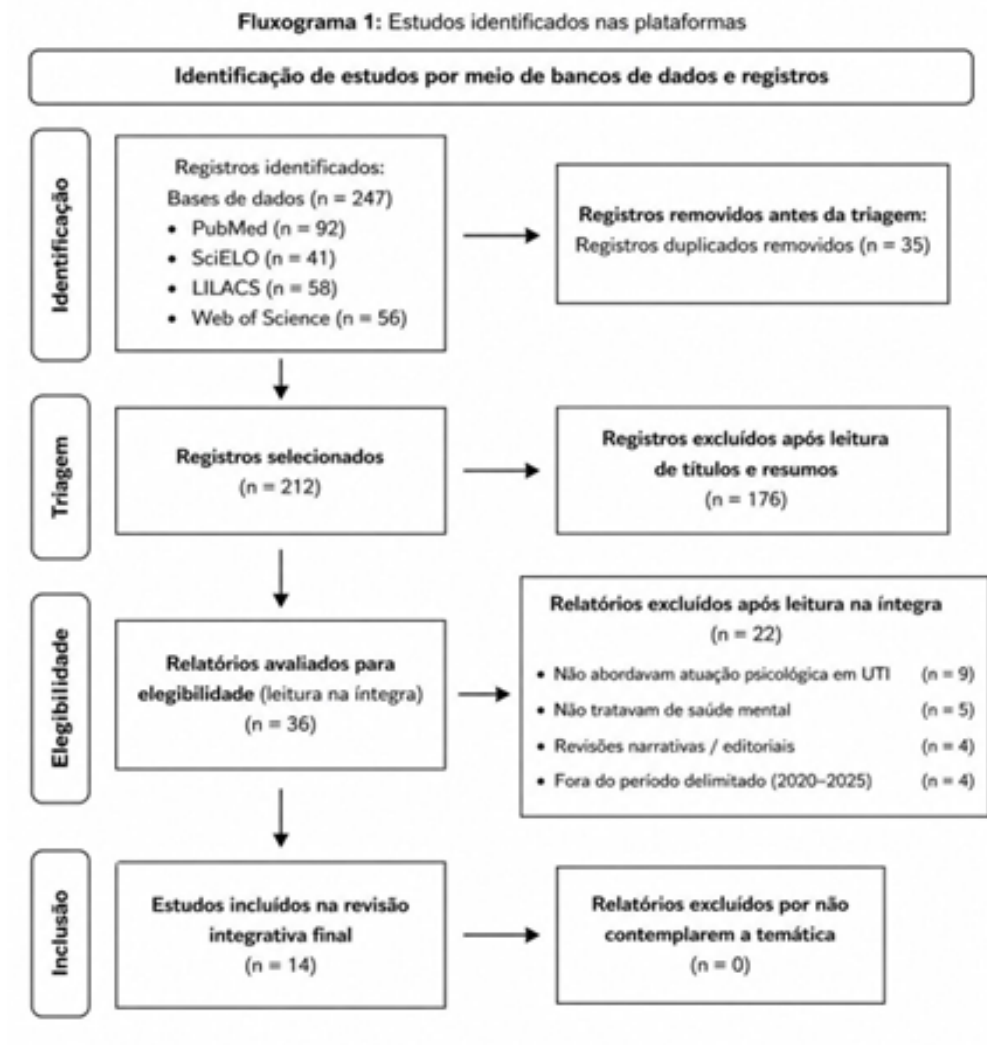 Fluxograma 1: Estudos identificados nas plataformas
Identificação de estudos por meio de bancos de dados e registros
Identificação
Registros identificados:
Bases de dados (n = 247)
• PubMed (n = 92)
• SciELO (n = 41)
• LILACS (n = 58)
• Web of Science (n = 56)
Registros removidos antes da triagem:
Registros duplicados removidos (n = 35)
Triagem
Registros selecionados
(n = 212)
Registros excluídos após leitura
de títulos e resumos
(n = 176)
Elegibilidade
Relatórios avaliados para
elegibilidade (leitura na íntegra)
(n = 36)
Relatórios excluídos após leitura na íntegra
(n = 22)
• Não abordavam atuação psicológica em UTI (n = 9)
• Não tratavam de saúde mental (n = 5)
• Revisões narrativas / editoriais (n = 4)
• Fora do período delimitado (2020–2025) (n = 4)
Inclusão
Estudos incluídos na revisão
integrativa final
(n = 14)
Relatórios excluídos por não
contemplarem a temática
(n = 0)